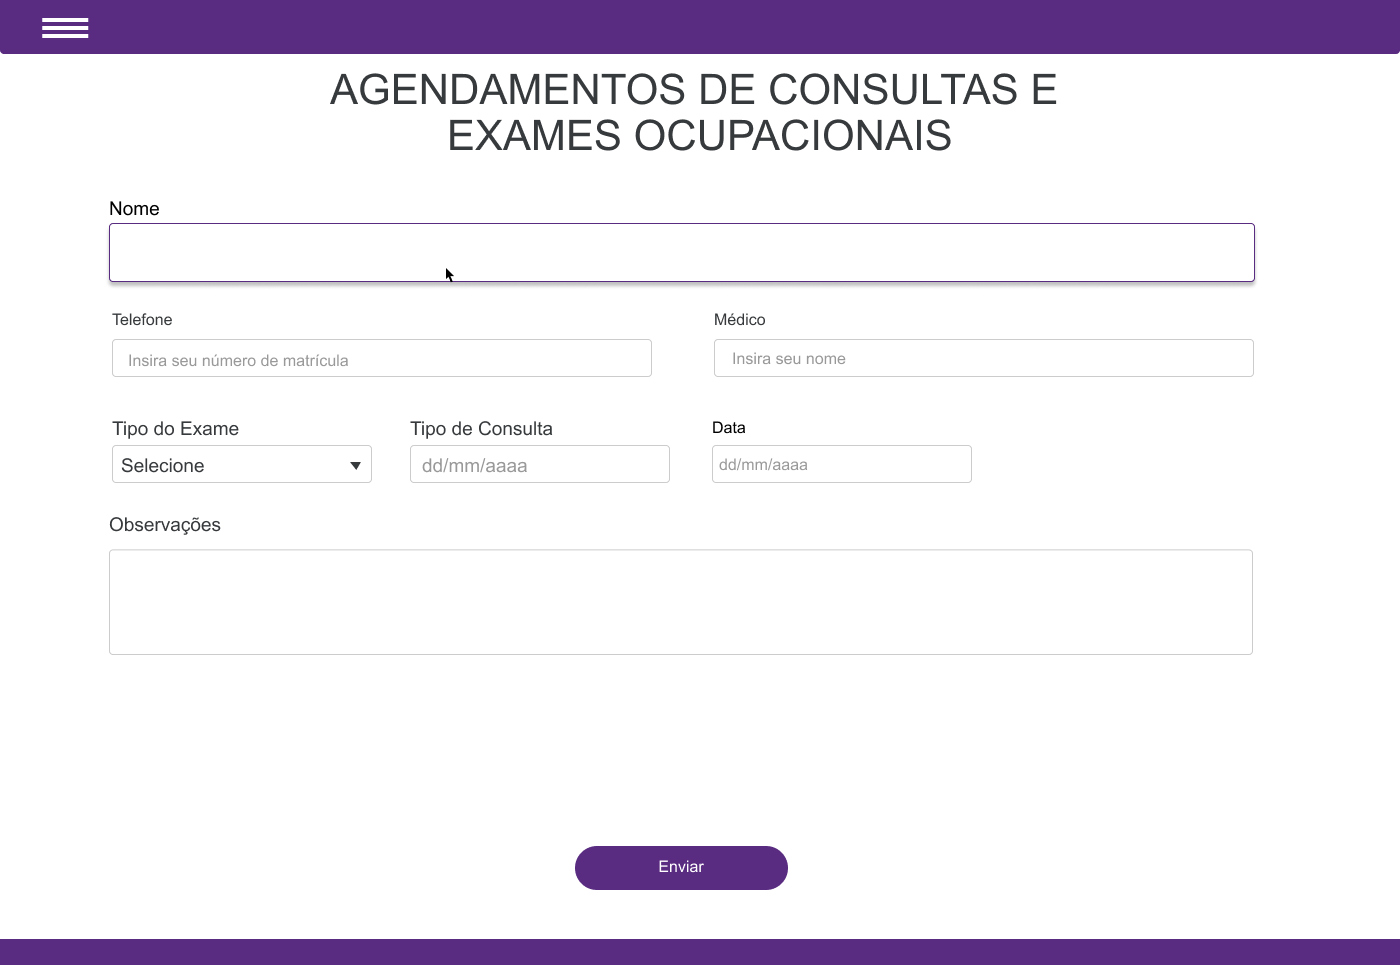 AGENDAMENTOS DE CONSULTAS E
EXAMES OCUPACIONAIS
Nome
Telefone
Médico
Insira seu número de matrícula
Insira seu nome
Tipo do Exame
Tipo de Consulta
Data
Selecione
dd/mm/aaaa
dd/mm/aaaa
Observações
Enviar